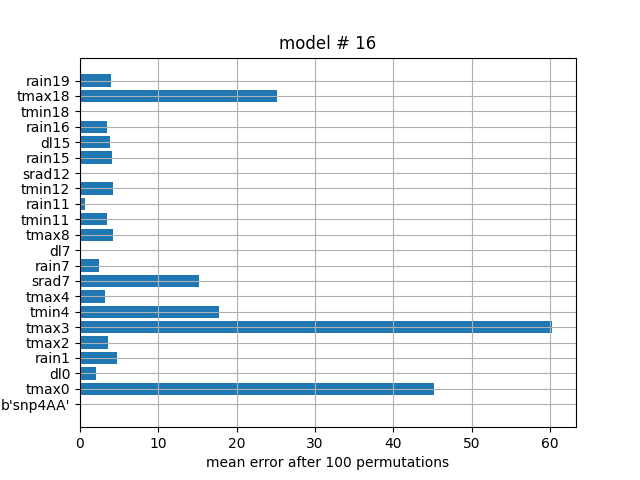 model # 16
rain19
tmax18
tmin18
rain16
dl15
rain15
srad12
tmin12
rain11
tmin11
tmax8
dl7
rain7
srad7
tmax4
tmin4
tmax3
tmax2
rain1
dl0
tmax0
b'snp4AA'
0 10 20 30 40 50 60
mean error after 100 permutations